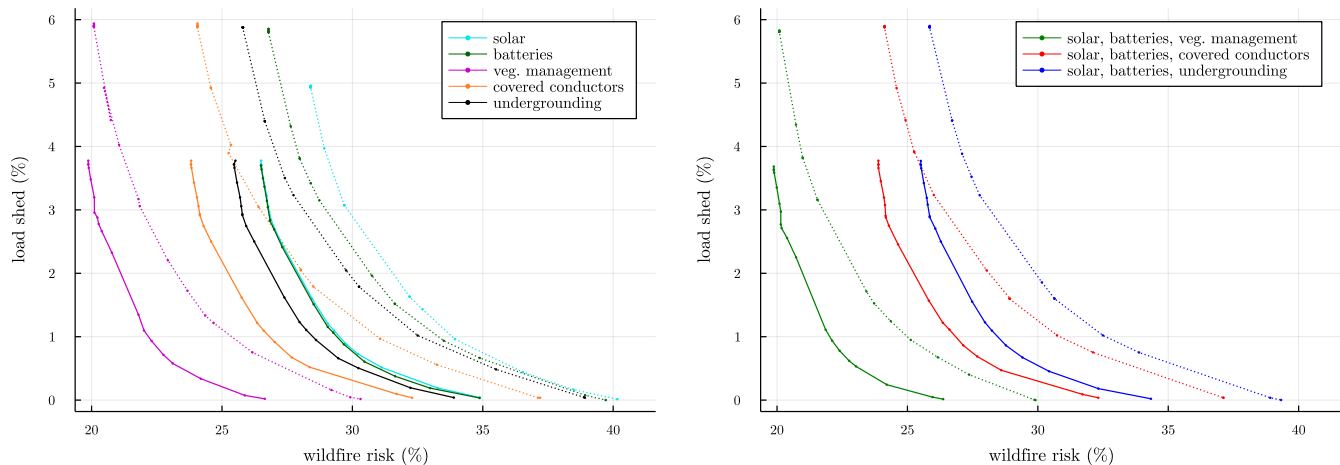 6
5
4
3
2
1
0
load shed (%)
solar
batteries
veg. management
covered conductors
undergrounding
20
25
30
35
40
wildfire risk (%)
6
5
4
3
2
1
0
load shed (%)
solar, batteries, veg. management
solar, batteries, covered conductors
solar, batteries, undergrounding
20
25
30
35
40
wildfire risk (%)